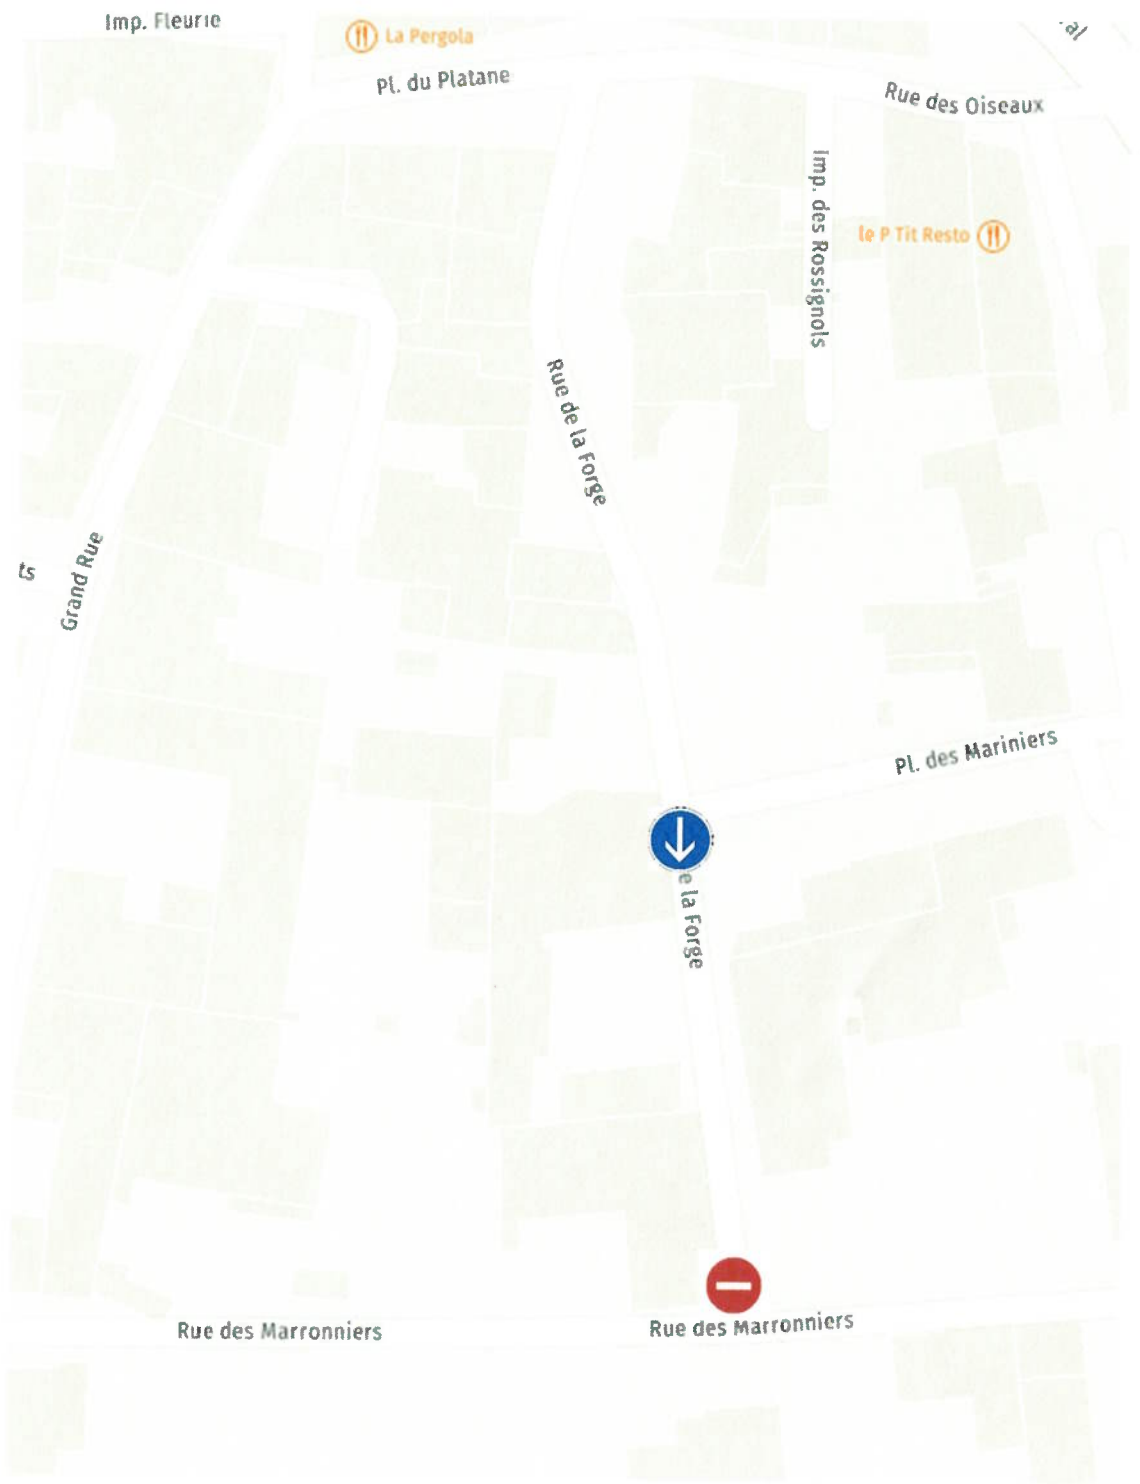 Imp. Fleurie
La Pergola
Pl. du Platane
Rue des Oiseaux
Imp. des Rossignols
le P Tit Resto
Rue de la Forge
Grand Rue
ts
Pl. des Mariniers
e la Forge
Rue des Marronniers
Rue des Marronniers